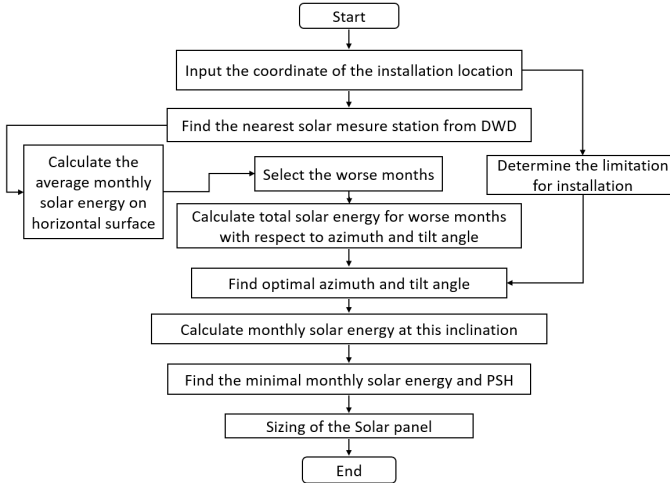 Start
Input the coordinate of the installation location
Find the nearest solar mesure station from DWD
Calculate the
average monthly
solar energy on
horizontal surface
Select the worse months
Determine the limitation
for installation
Calculate total solar energy for worse months
with respect to azimuth and tilt angle
Find optimal azimuth and tilt angle
Calculate monthly solar energy at this inclination
Find the minimal monthly solar energy and PSH
Sizing of the Solar panel
End